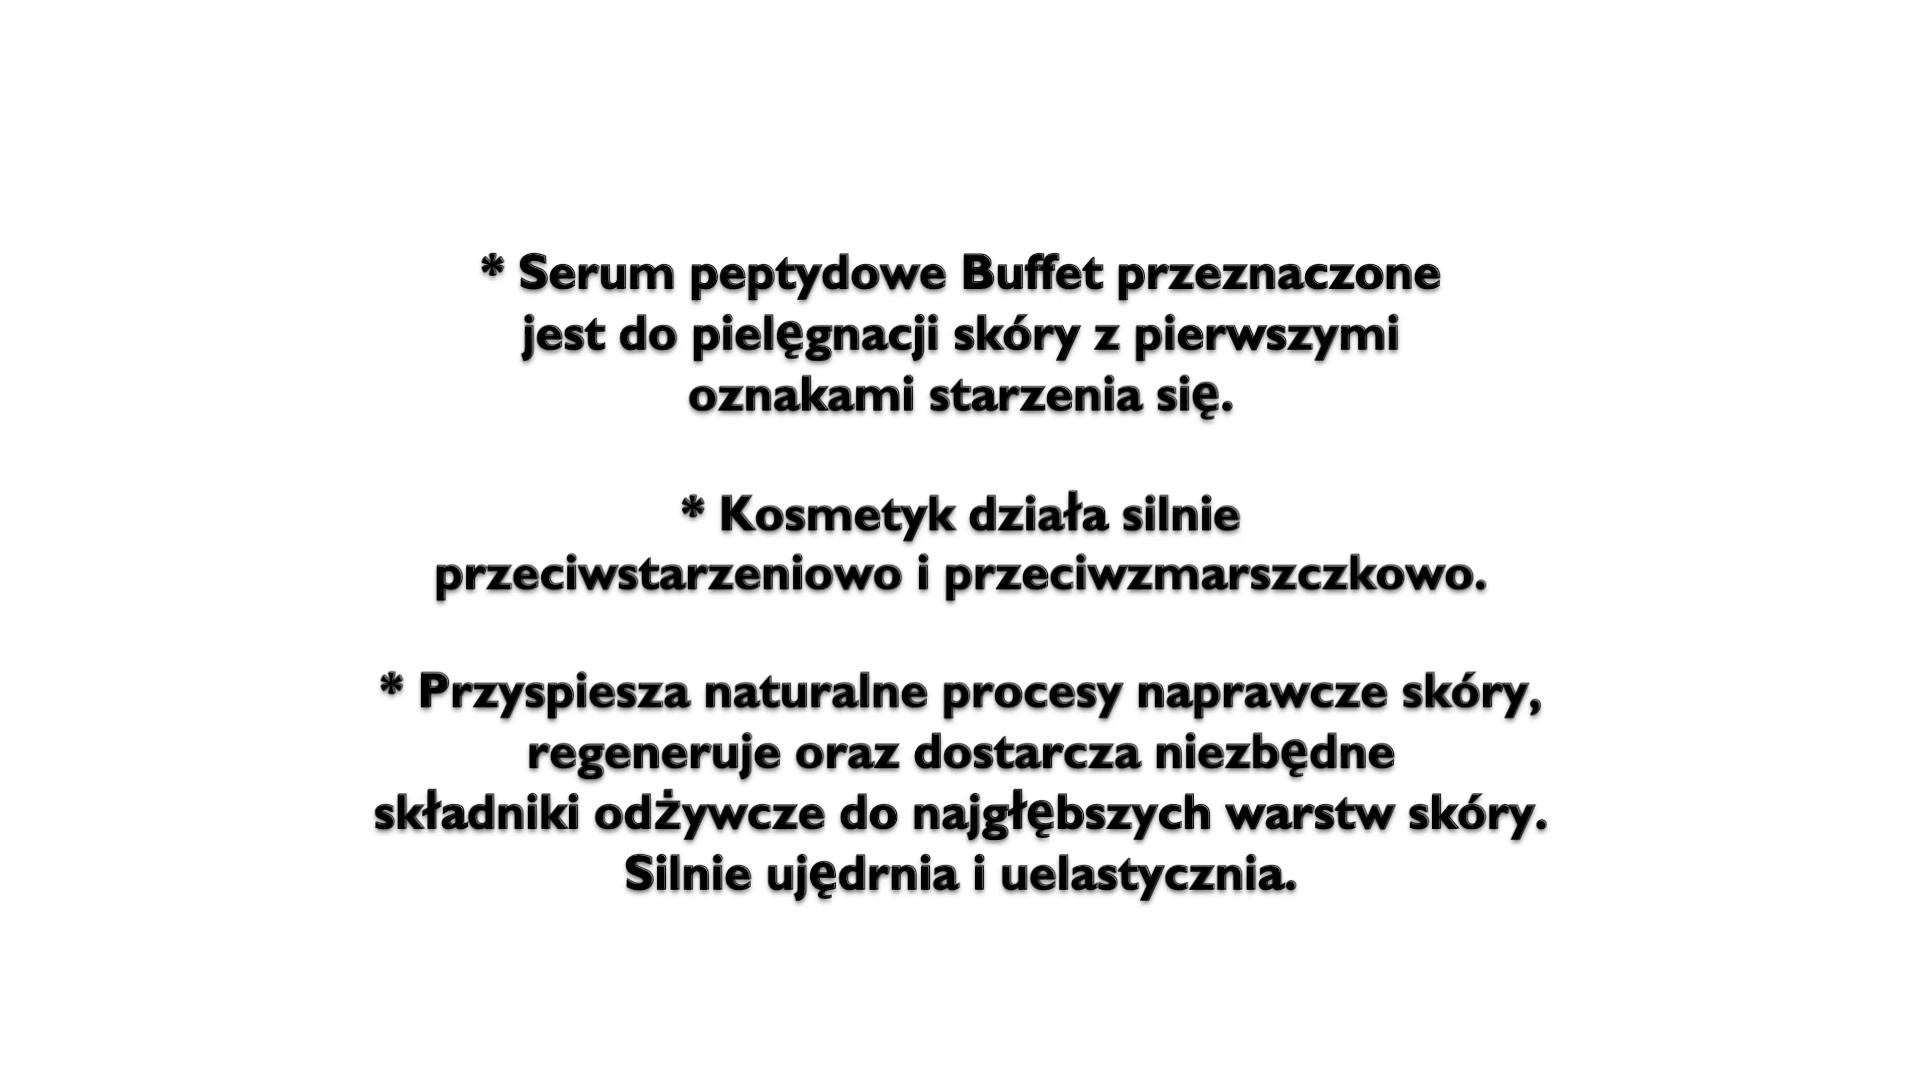 * Serum peptydowe Buffet przeznaczone
jest do pielęgnacji skóry z pierwszymi
oznakami starzenia się.
* Kosmetyk działa silnie
przeciwstarzeniowo i przeciwzmarszczkowo.
* Przyspiesza naturalne procesy naprawcze skóry,
regeneruje oraz dostarcza niezbędne
składniki odżywcze do najgłębszych warstw skóry.
Silnie ujędrnia i uelastycznia.